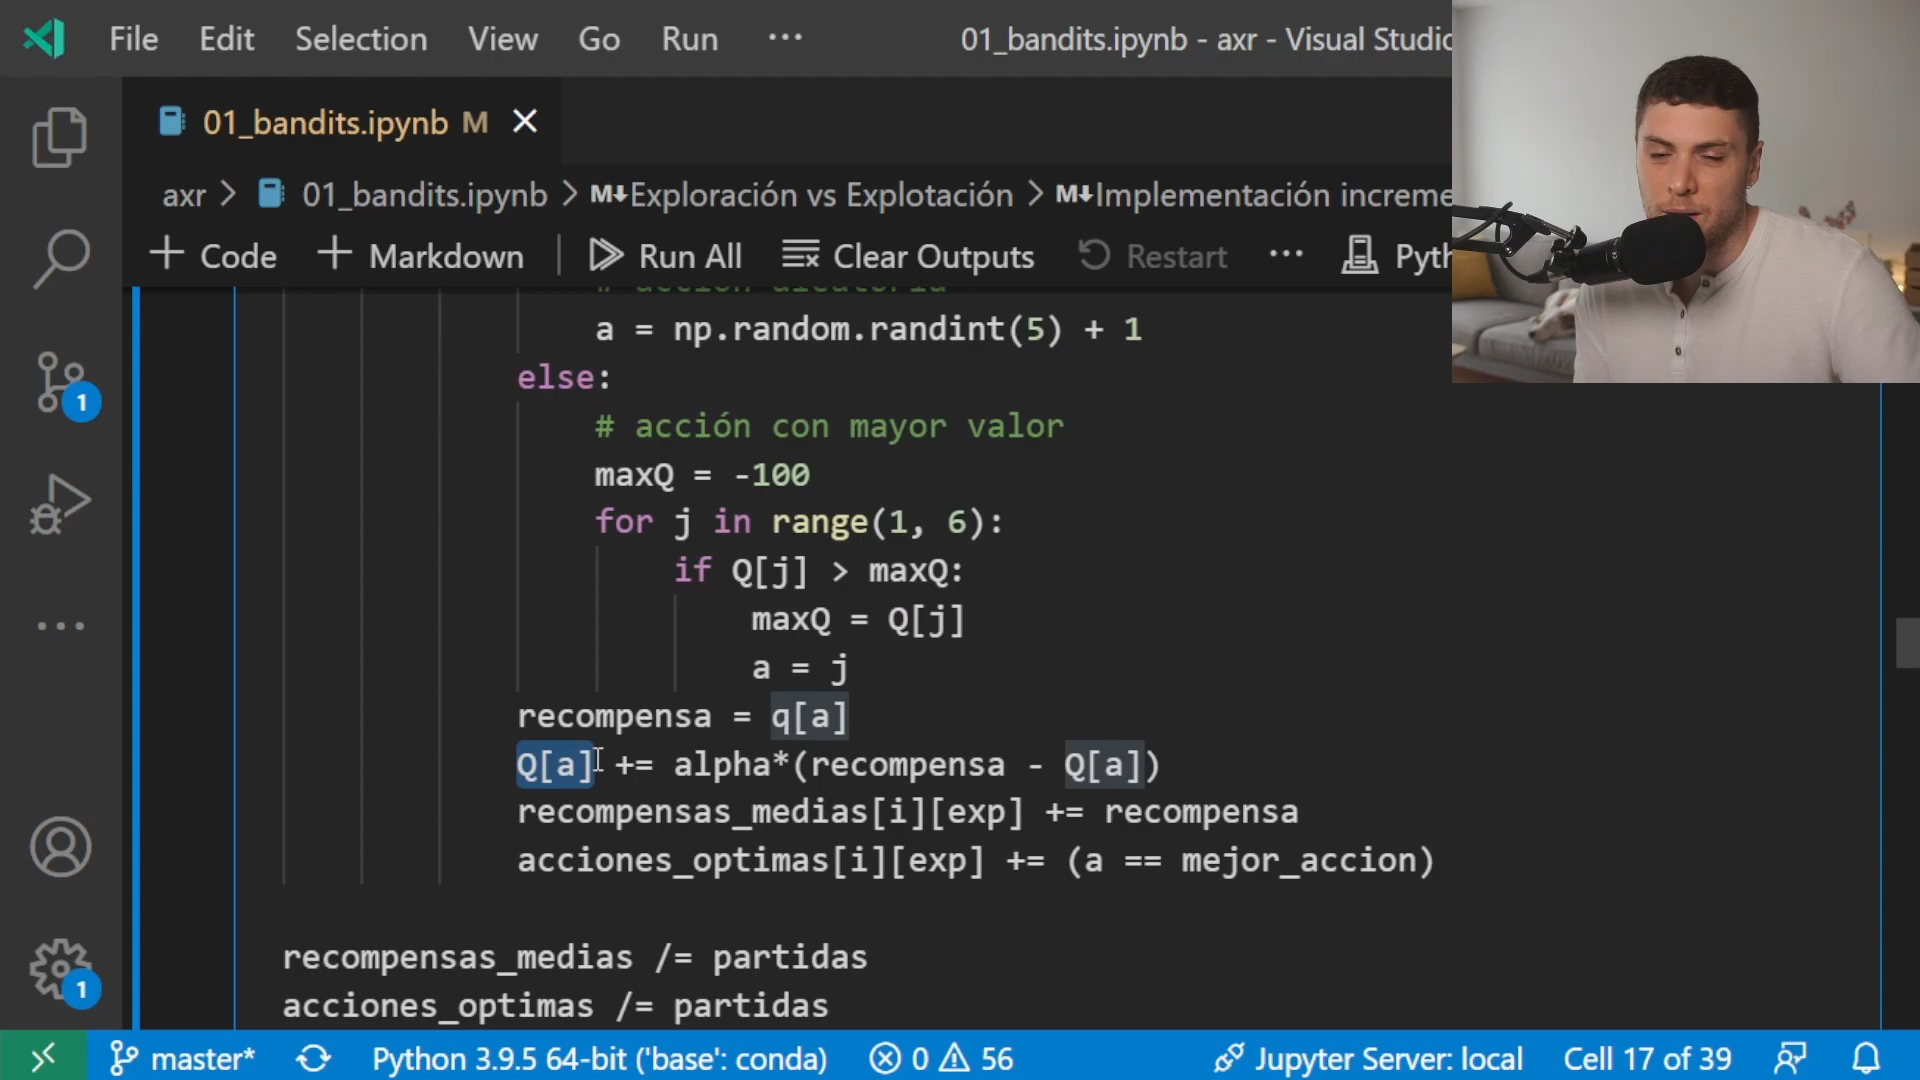 File Edit Selection View Go Run ···
01_bandits.ipynb - axr - Visual Studio
01_bandits.ipynb M
axr > 01_bandits.ipynb > M↓Exploración vs Explotación > M↓Implementación increme
+ Code + Markdown | Run All Clear Outputs Restart ··· Pyth
# acción aleatoria
a = np.random.randint(5) + 1
else:
# acción con mayor valor
maxQ = -100
for j in range(1, 6):
if Q[j] > maxQ:
maxQ = Q[j]
a = j
recompensa = q[a]
Q[a] += alpha*(recompensa - Q[a])
recompensas_medias[i][exp] += recompensa
acciones_optimas[i][exp] += (a == mejor_accion)
recompensas_medias /= partidas
acciones_optimas /= partidas
1
1
master* Python 3.9.5 64-bit ('base': conda) 0 56 Jupyter Server: local Cell 17 of 39